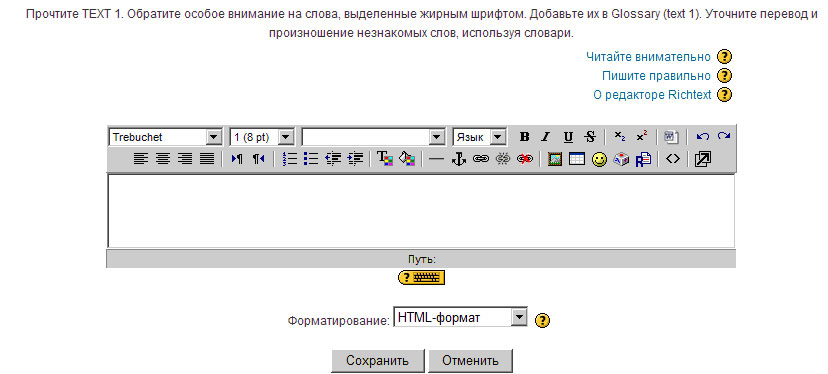 Прочтите TEXT 1. Обратите особое внимание на слова, выделенные жирным шрифтом. Добавьте их в Glossary (text 1). Уточните перевод и
произношение незнакомых слов, используя словари.
Читайте внимательно ?
Пишите правильно ?
О редакторе Richtext ?
Trebuchet 1 (8 pt) Язык B I U S x₂ x²
Путь:
?
Форматирование: HTML-формат ?
Сохранить Отменить